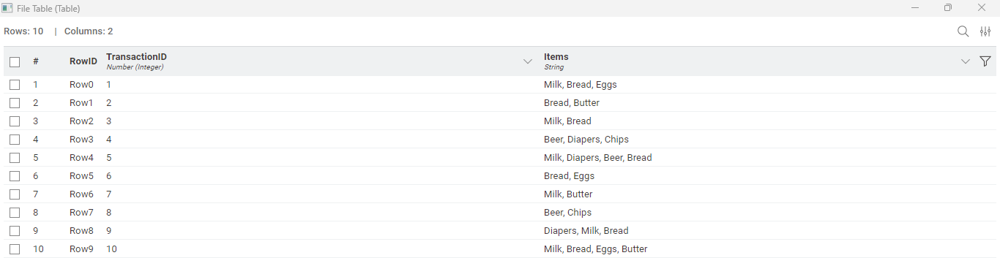 File Table (Table)
Rows: 10 | Columns: 2
# RowID TransactionID Items
Number (Integer) String
1 Row0 1 Milk, Bread, Eggs
2 Row1 2 Bread, Butter
3 Row2 3 Milk, Bread
4 Row3 4 Beer, Diapers, Chips
5 Row4 5 Milk, Diapers, Beer, Bread
6 Row5 6 Bread, Eggs
7 Row6 7 Milk, Butter
8 Row7 8 Beer, Chips
9 Row8 9 Diapers, Milk, Bread
10 Row9 10 Milk, Bread, Eggs, Butter